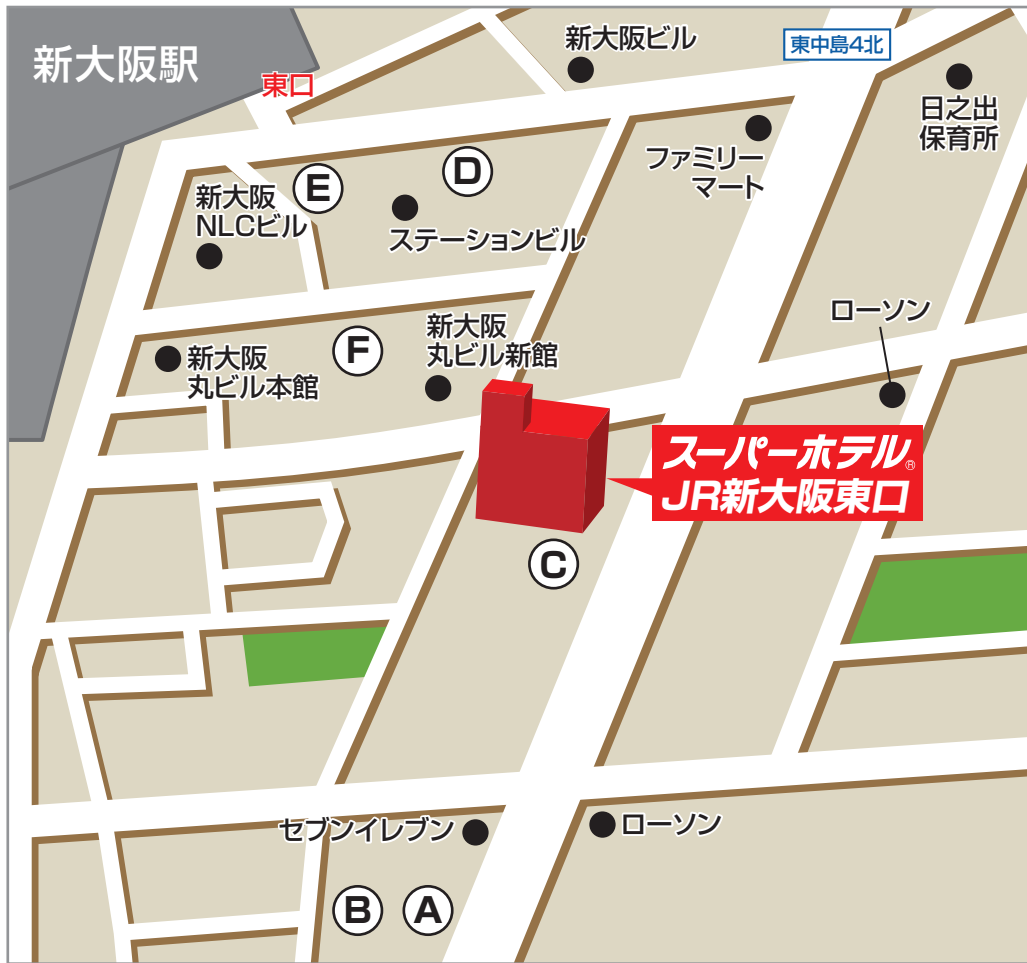 新大阪駅
東口
新大阪ビル
東中島4北
日之出
保育所
ファミリー
マート
D
E
新大阪
NLCビル
ステーションビル
ローソン
新大阪
丸ビル新館
F
新大阪
丸ビル本館
スーパーホテル®
JR新大阪東口
C
セブンイレブン
ローソン
B
A